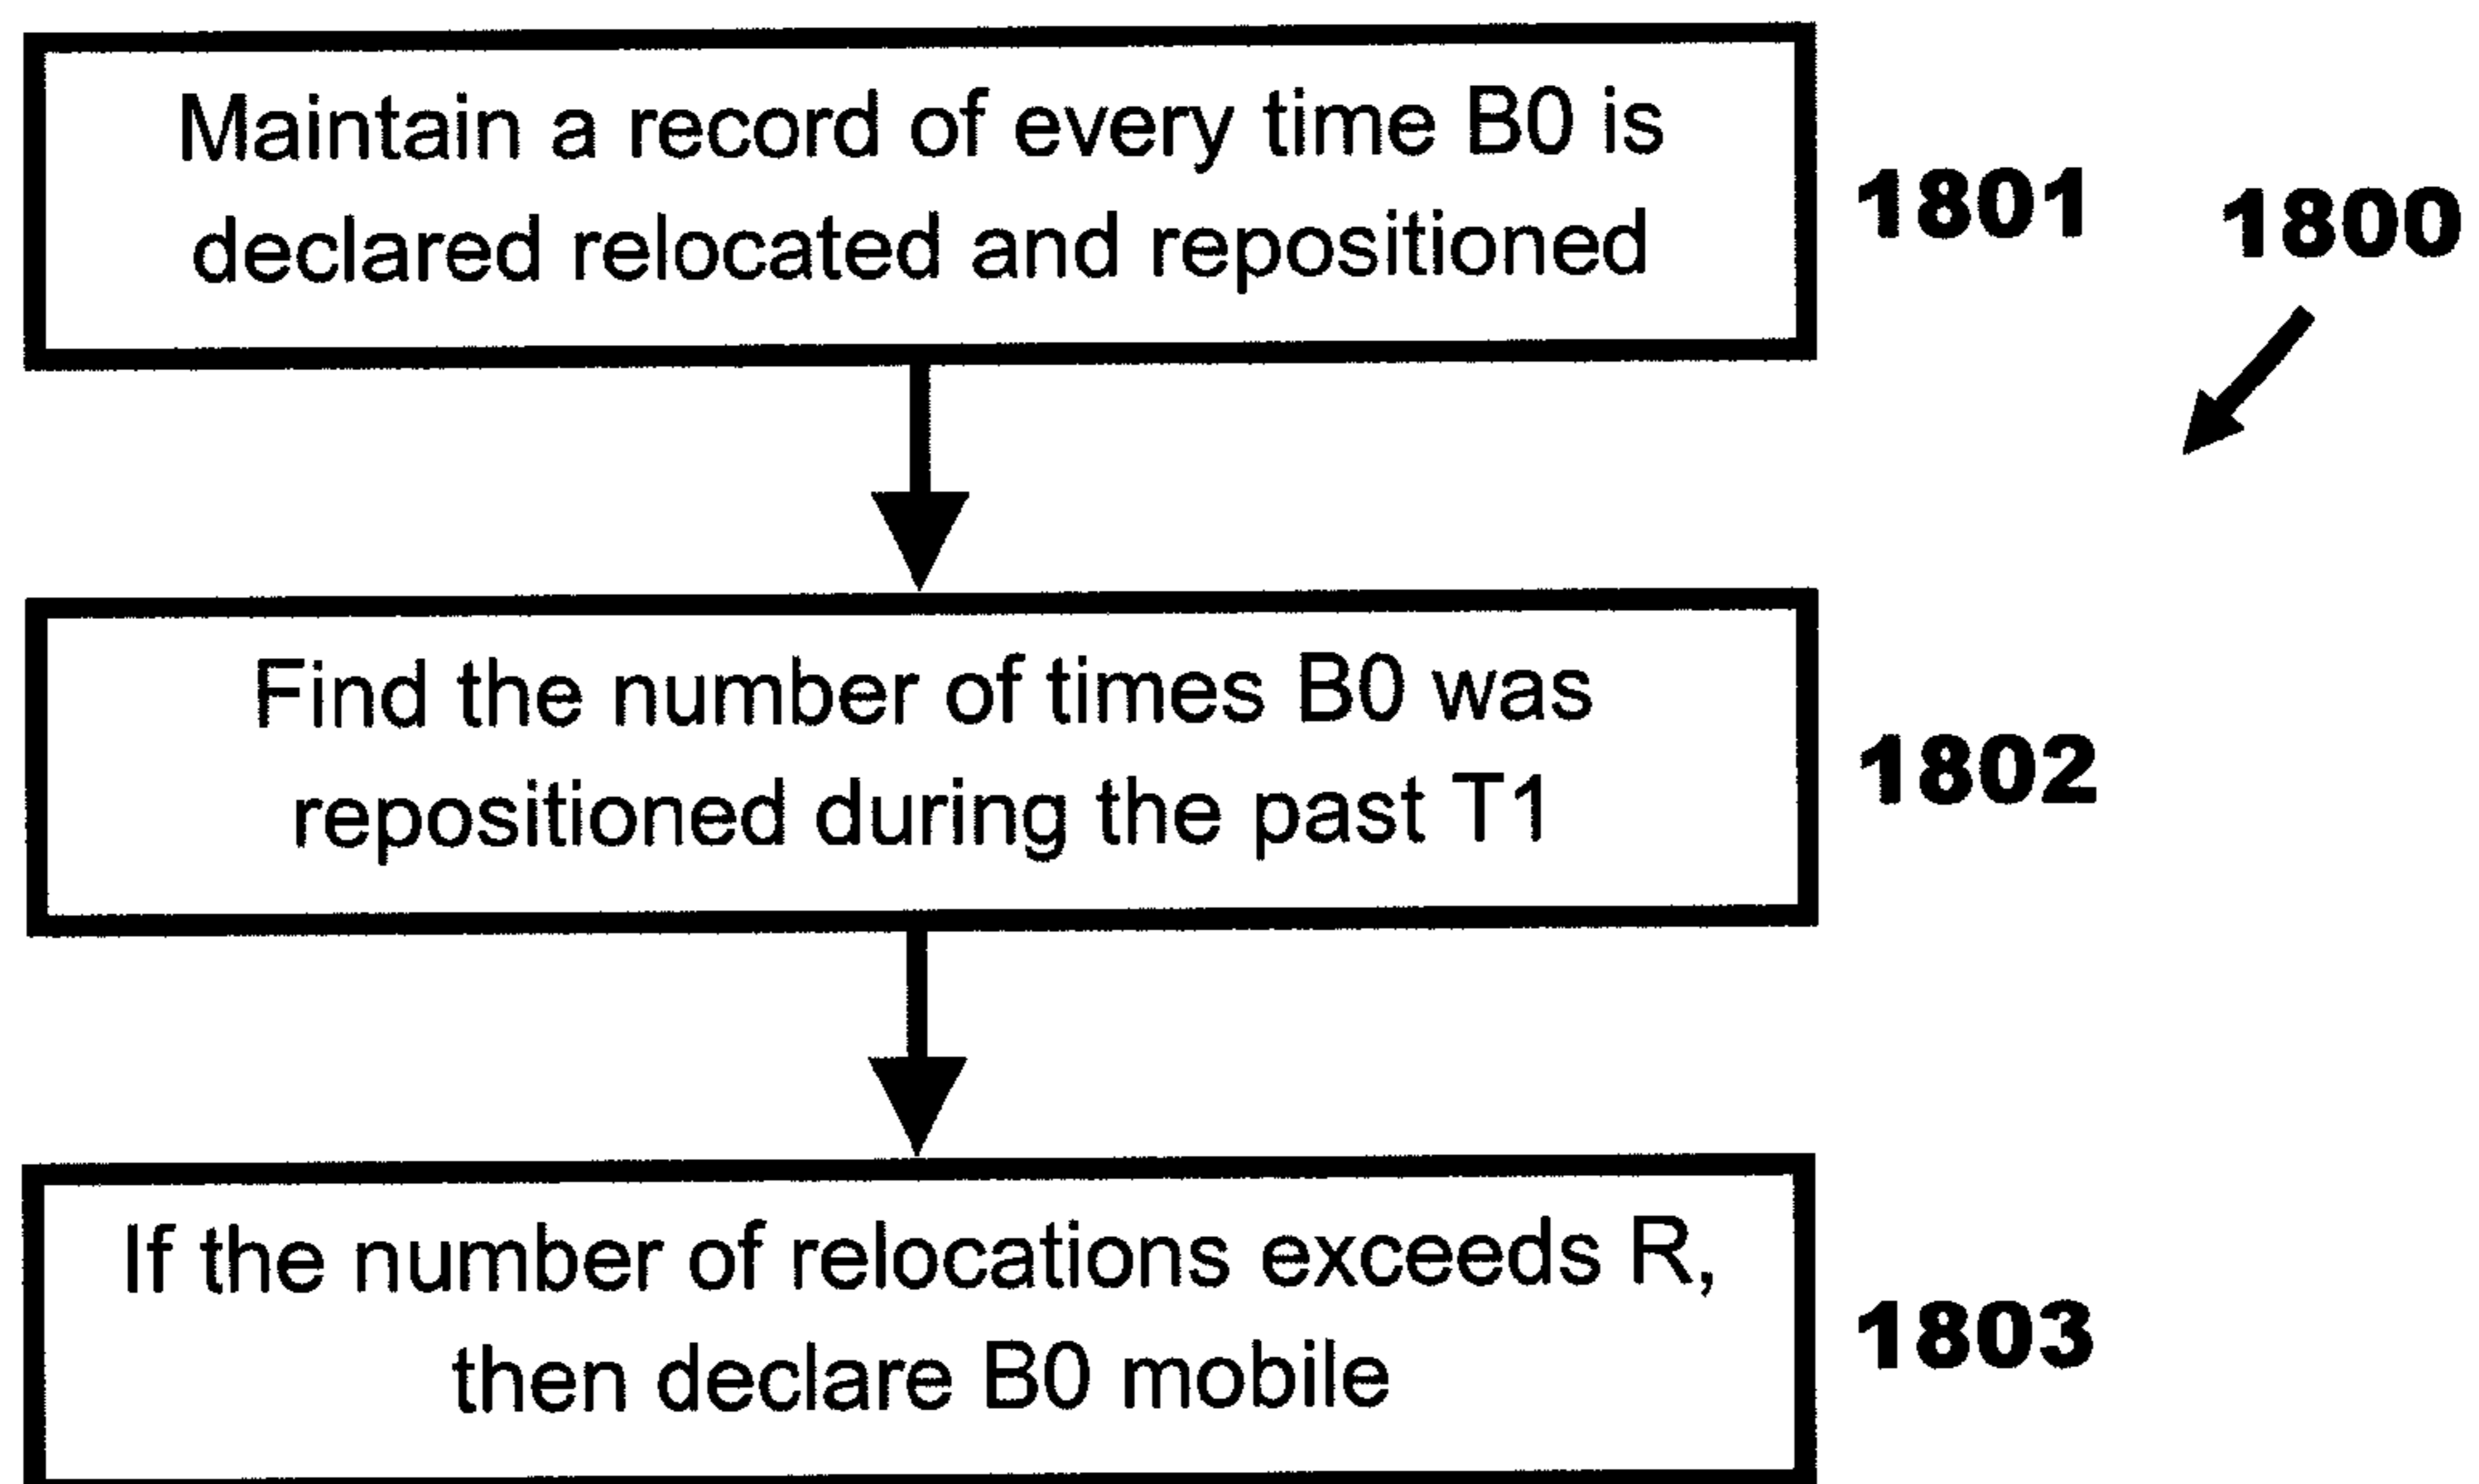 Maintain a record of every time B0 is
declared relocated and repositioned
1801
1800
Find the number of times B0 was
repositioned during the past T1
1802
If the number of relocations exceeds R,
then declare B0 mobile
1803